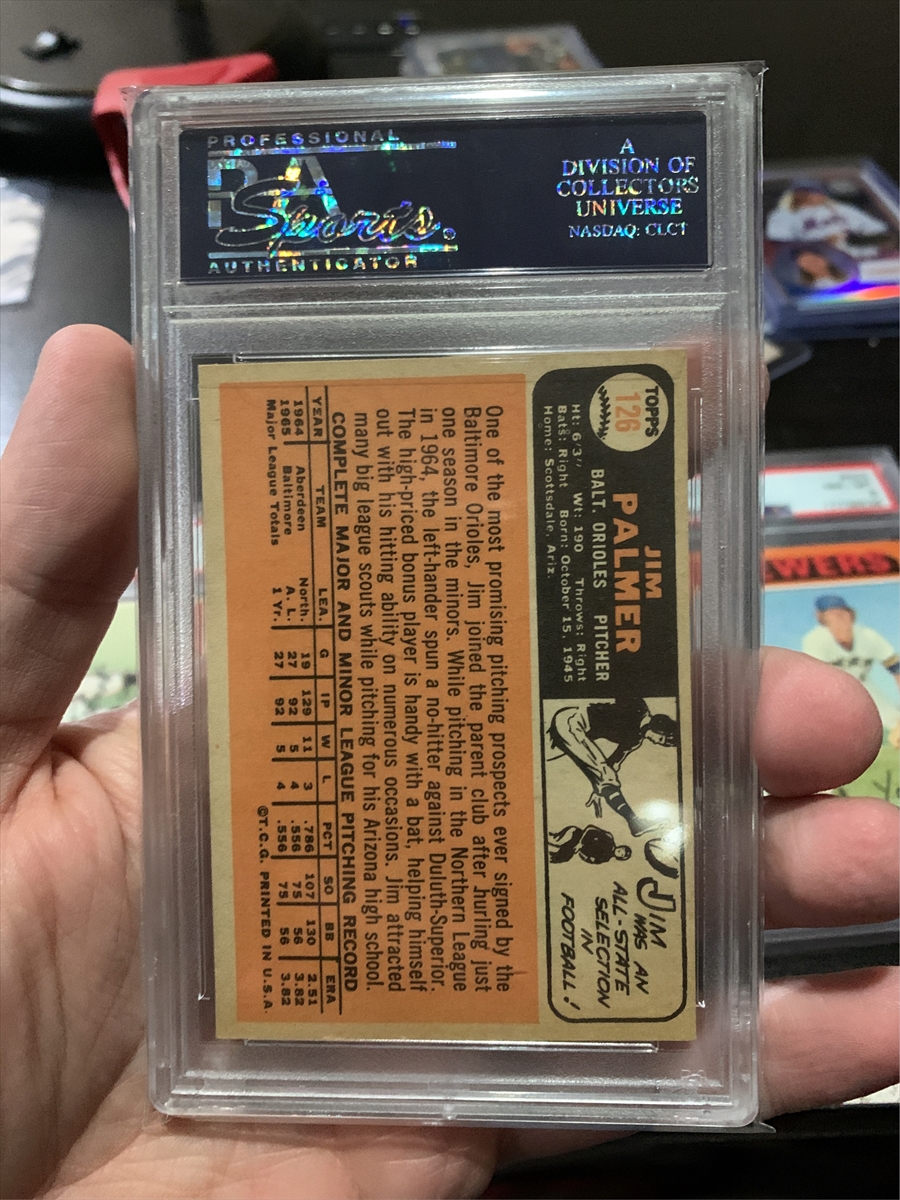 PROFESSIONAL
PSA
Sports.
AUTHENTICATOR
A
DIVISION OF
COLLECTORS
UNIVERSE
NASDAQ: CLCT
TOPPS
126
JIM
PALMER
BALT. ORIOLES PITCHER
Ht: 6'3" Wt: 190 Throws: Right
Bats: Right Born: October 15, 1945
Home: Scottsdale, Ariz.
JIM
WAS AN
ALL-STATE
SELECTION
IN
FOOTBALL!
One of the most promising pitching prospects ever signed by the
Baltimore Orioles, Jim joined the parent club after hurling just
one season in the minors. While pitching in the Northern League
in 1964, the left-hander spun a no-hitter against Duluth-Superior.
The high-priced bonus player is handy with a bat, helping himself
out with his hitting ability on numerous occasions. Jim attracted
many big league scouts while pitching for his Arizona high school.
COMPLETE MAJOR AND MINOR LEAGUE PITCHING RECORD
YEAR TEAM LEA. G IP W L PCT SO BB ERA
1964 Aberdeen North. 19 129 11 3 .786 107 130 2.51
1965 Baltimore A. L. 27 92 5 4 .556 75 56 3.82
Major League Totals 1 Yr. 27 92 5 4 .556 75 56 3.82
©T.C.G. PRINTED IN U.S.A.
WERS